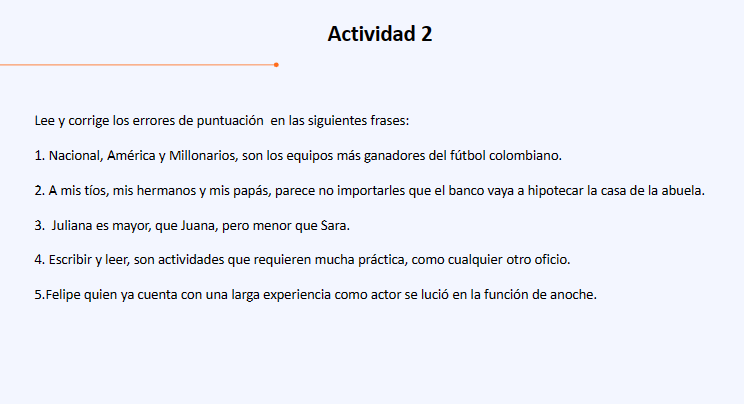 Actividad 2
Lee y corrige los errores de puntuación  en las siguientes frases:
1. Nacional, América y Millonarios, son los equipos más ganadores del fútbol colombiano.
2. A mis tíos, mis hermanos y mis papás, parece no importarles que el banco vaya a hipotecar la casa de la abuela.
3.  Juliana es mayor, que Juana, pero menor que Sara.
4. Escribir y leer, son actividades que requieren mucha práctica, como cualquier otro oficio.
5.Felipe quien ya cuenta con una larga experiencia como actor se lució en la función de anoche.